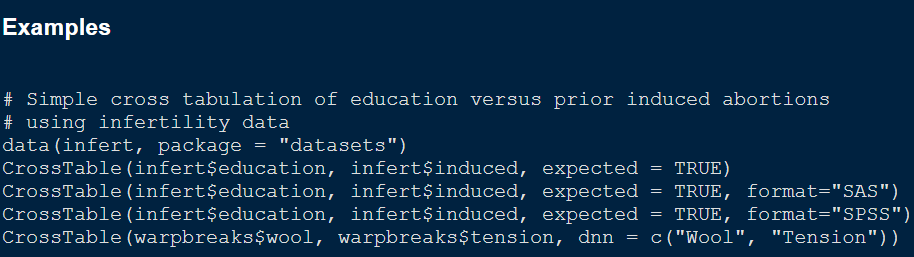 Examples
# Simple cross tabulation of education versus prior induced abortions
# using infertility data
data(infert, package = "datasets")
CrossTable(infert$education, infert$induced, expected = TRUE)
CrossTable(infert$education, infert$induced, expected = TRUE, format="SAS")
CrossTable(infert$education, infert$induced, expected = TRUE, format="SPSS")
CrossTable(warpbreaks$wool, warpbreaks$tension, dnn = c("Wool", "Tension"))